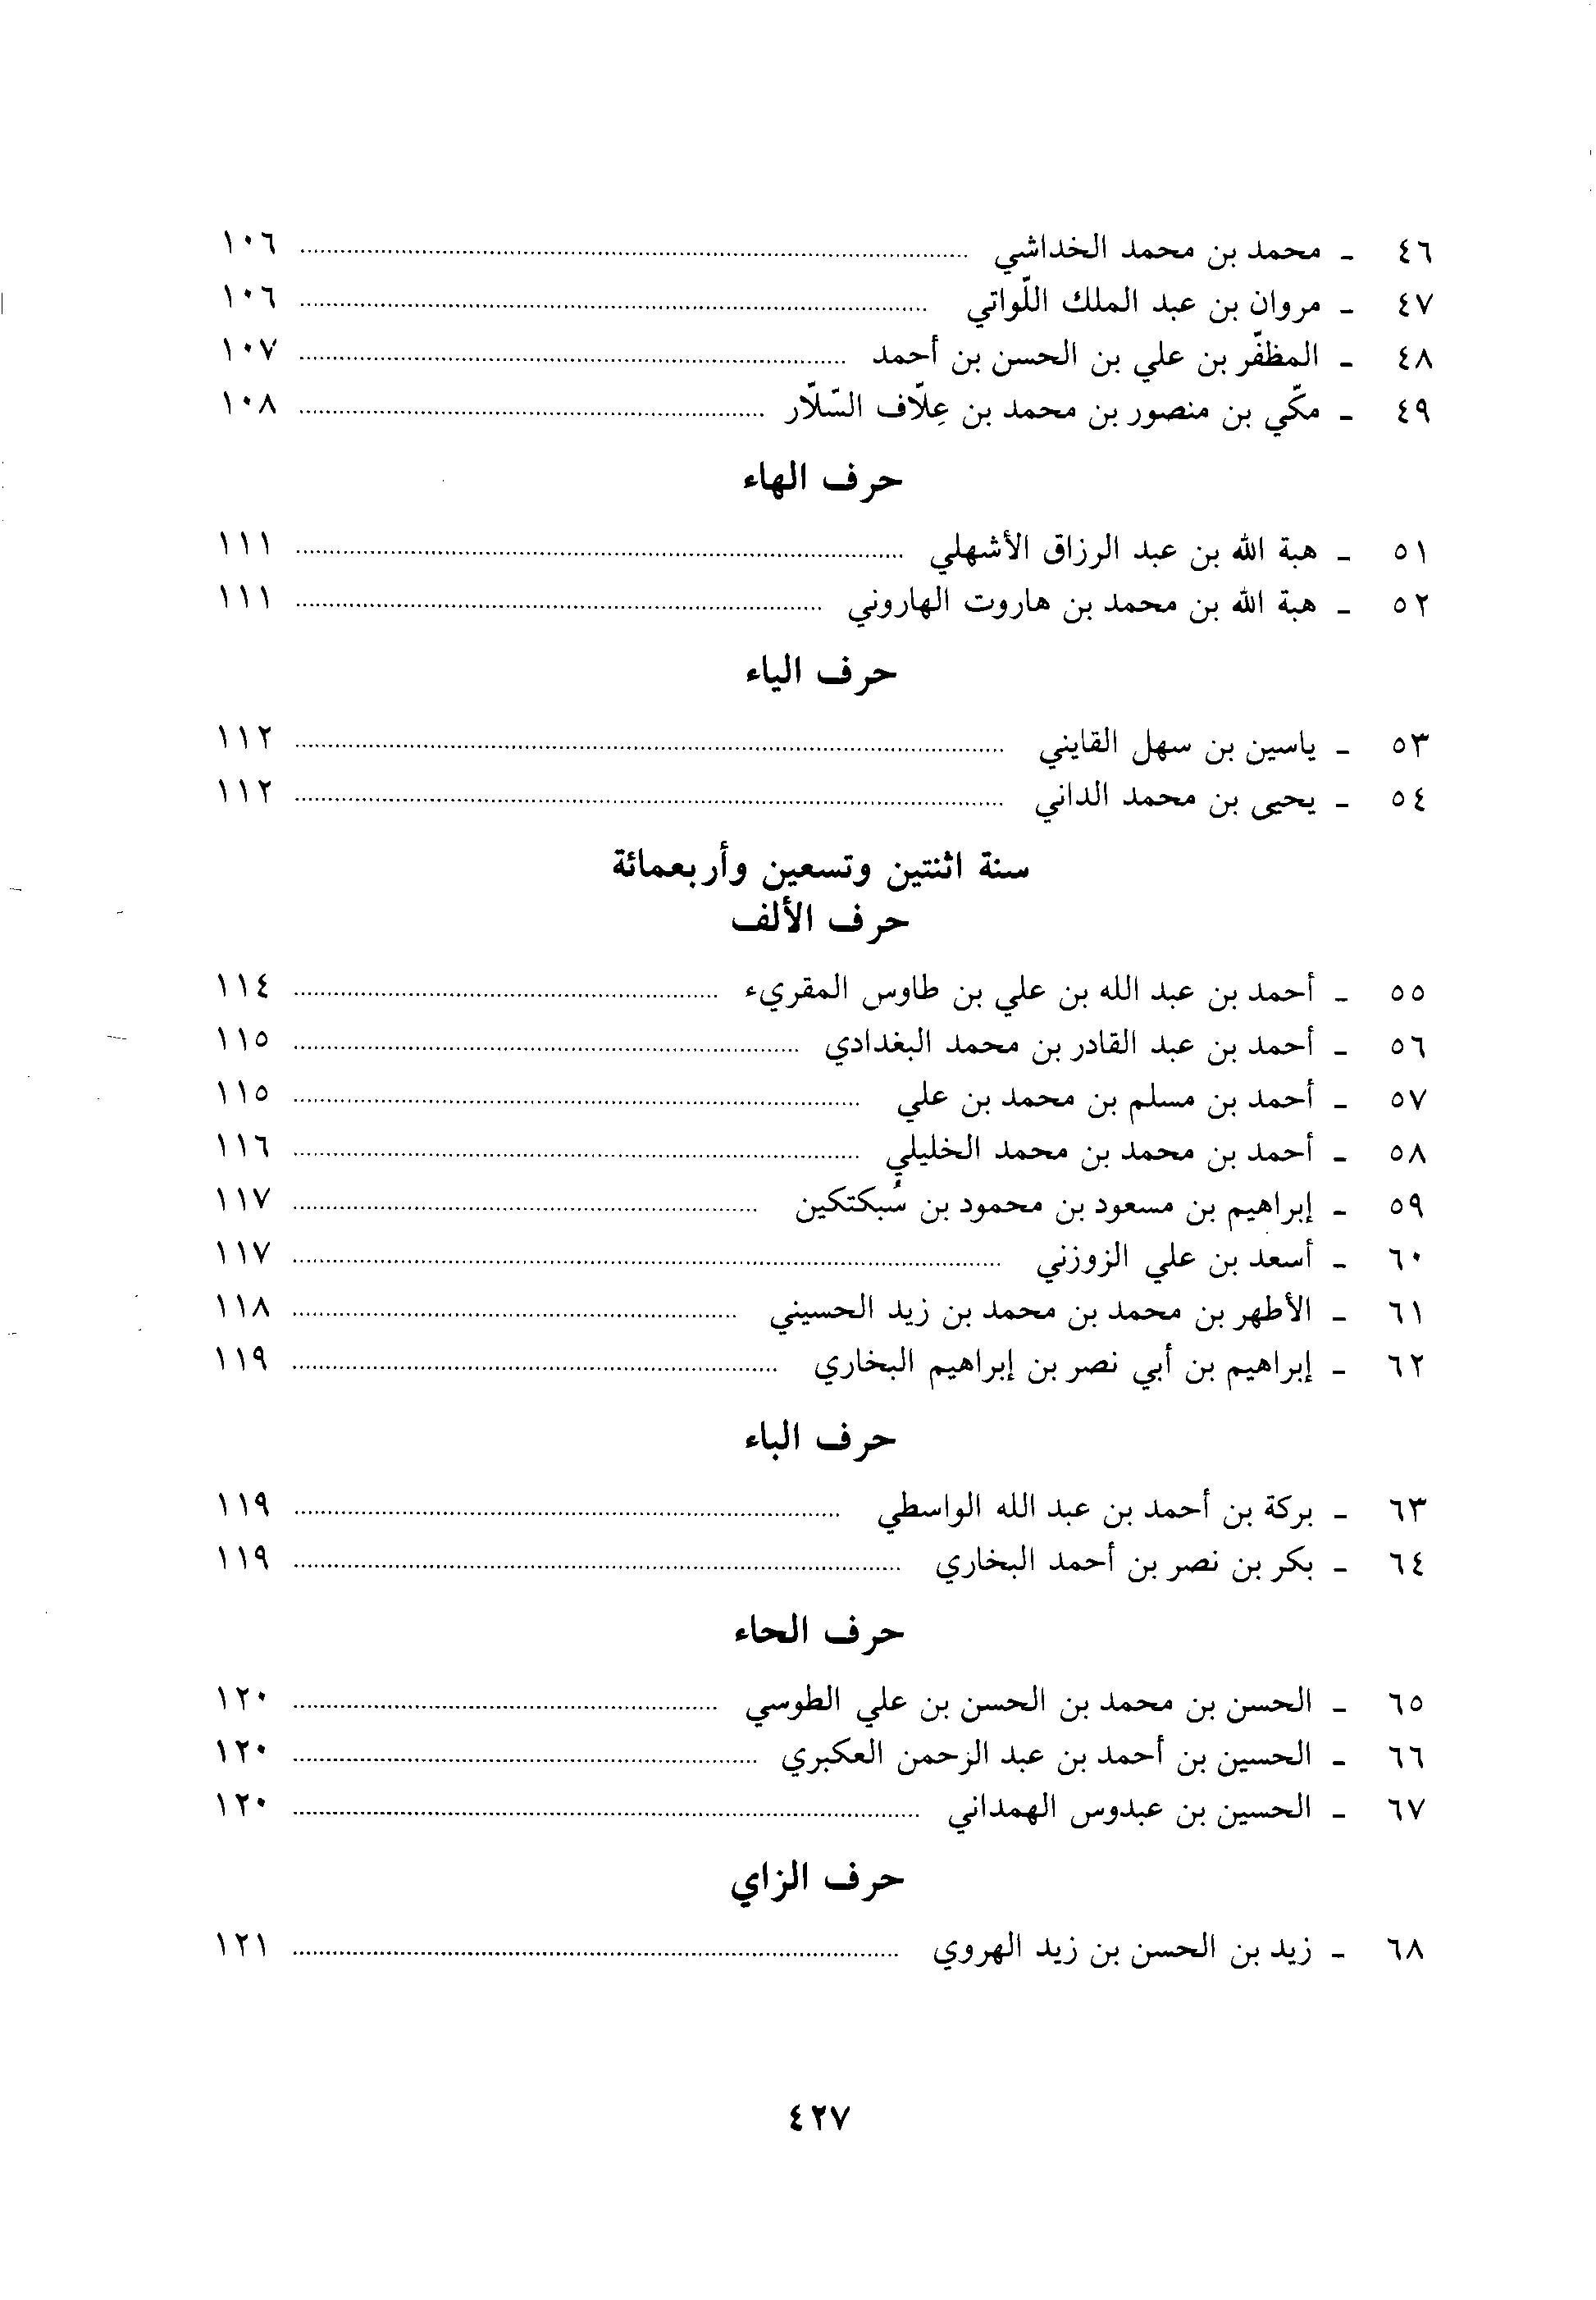 ٤٦ - محمد بن محمد الخداشي ........ ١٠٦
٤٧ - مروان بن عبد الملك اللّواتي ........ ١٠٦
٤٨ - المظفّر بن علي بن الحسن بن أحمد ........ ١٠٧
٤٩ - مكّي بن منصور بن محمد بن عِلّاف السّلّار ........ ١٠٨
حرف الهاء
٥١ - هبة الله بن عبد الرزاق الأشهلي ........ ١١١
٥٢ - هبة الله بن محمد بن هاروت الهاروني ........ ١١١
حرف الياء
٥٣ - ياسين بن سهل القايني ........ ١١٢
٥٤ - يحيى بن محمد الداني ........ ١١٢
سنة اثنتين وتسعين وأربعمائة
حرف الألف
٥٥ - أحمد بن عبد الله بن علي بن طاوس المقريء ........ ١١٤
٥٦ - أحمد بن عبد القادر بن محمد البغدادي ........ ١١٥
٥٧ - أحمد بن مسلم بن محمد بن علي ........ ١١٥
٥٨ - أحمد بن محمد بن محمد الخليلي ........ ١١٦
٥٩ - إبراهيم بن مسعود بن محمود بن سُبكتكين ........ ١١٧
٦٠ - أسعد بن علي الزوزني ........ ١١٧
٦١ - الأطهر بن محمد بن محمد بن زيد الحسيني ........ ١١٨
٦٢ - إبراهيم بن أبي نصر بن إبراهيم البخاري ........ ١١٩
حرف الباء
٦٣ - بركة بن أحمد بن عبد الله الواسطي ........ ١١٩
٦٤ - بكر بن نصر بن أحمد البخاري ........ ١١٩
حرف الحاء
٦٥ - الحسن بن محمد بن الحسن بن علي الطوسي ........ ١٢٠
٦٦ - الحسين بن أحمد بن عبد الرحمن العكبري ........ ١٢٠
٦٧ - الحسين بن عبدوس الهمداني ........ ١٢٠
حرف الزاي
٦٨ - زيد بن الحسن بن زيد الهروي ........ ١٢١
٤٢٧